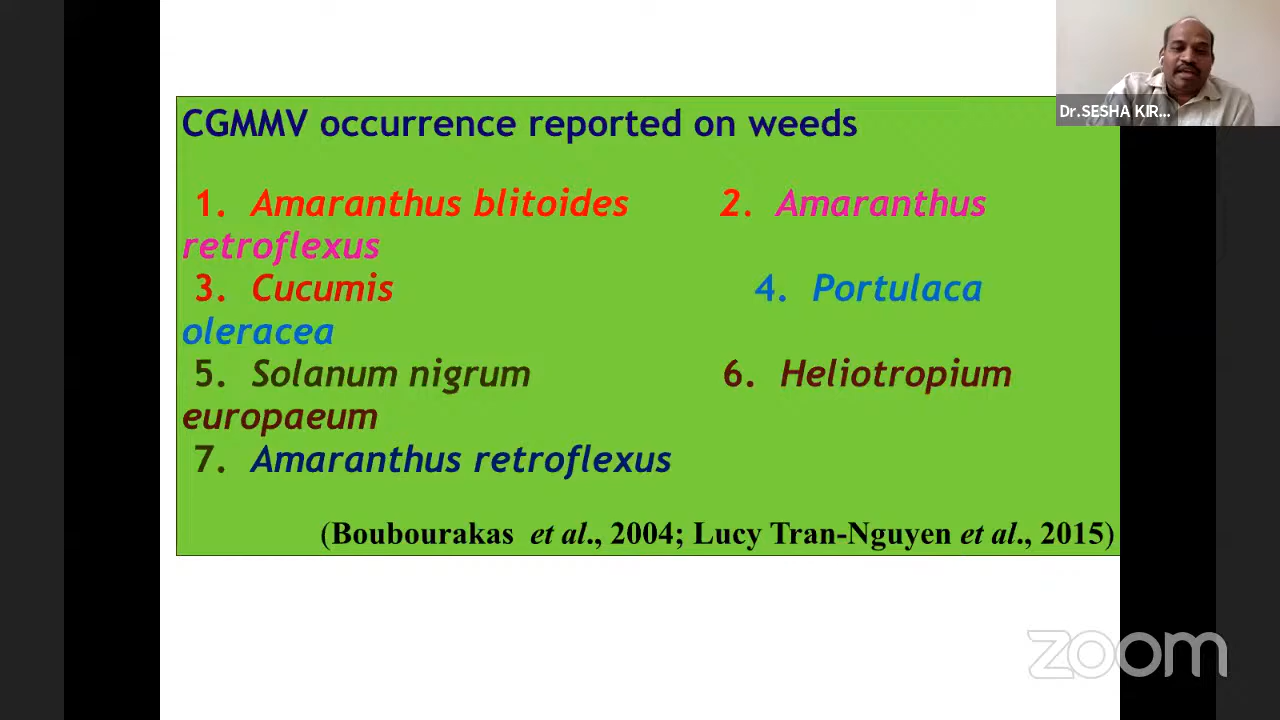 Dr.SESHA KIR...
CGMMV occurrence reported on weeds
1. Amaranthus blitoides 2. Amaranthus
retroflexus
3. Cucumis 4. Portulaca
oleracea
5. Solanum nigrum 6. Heliotropium
europaeum
7. Amaranthus retroflexus
(Boubourakas et al., 2004; Lucy Tran-Nguyen et al., 2015)
zoom